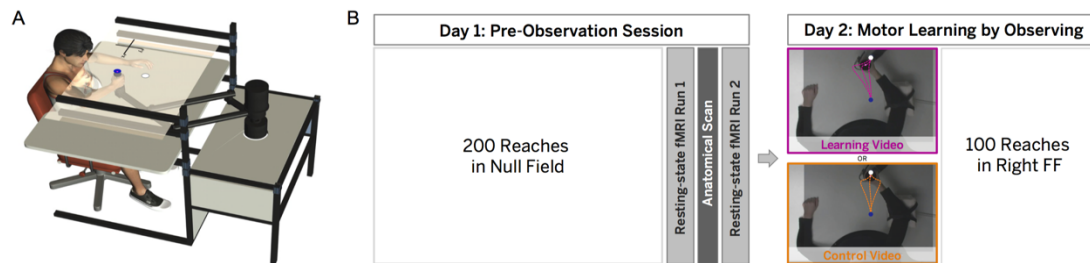 A
B
Day 1: Pre-Observation Session
Day 2: Motor Learning by Observing
200 Reaches
in Null Field
Resting-state fMRI Run 1
Anatomical Scan
Resting-state fMRI Run 2
Learning Video
OR
Control Video
100 Reaches
in Right FF